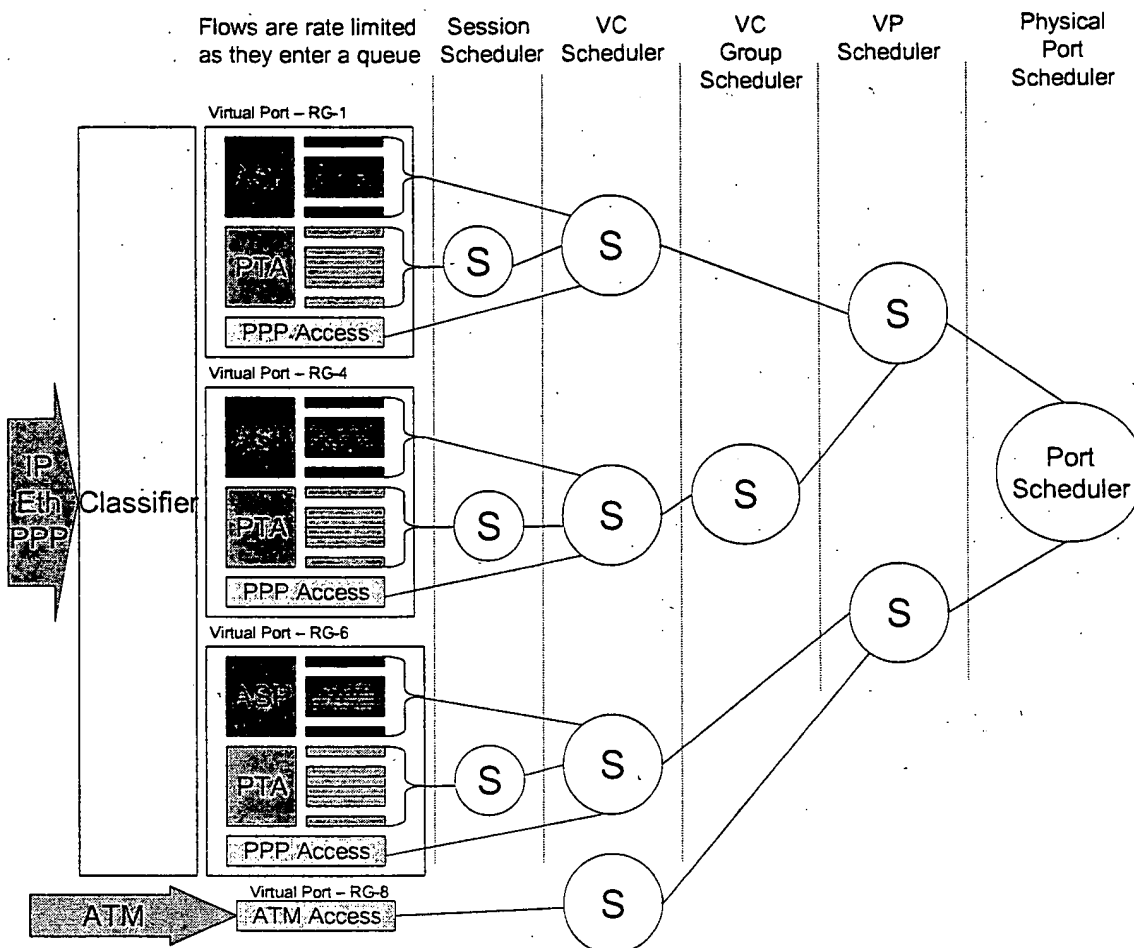 Flows are rate limited
as they enter a queue
Session
Scheduler
VC
Scheduler
VC
Group
Scheduler
VP
Scheduler
Physical
Port
Scheduler
Virtual Port – RG-1
PTA
S
S
PPP Access
S
Virtual Port – RG-4
PTA
S
S
S
PPP Access
Port
Scheduler
IP
Eth
PPP
Classifier
Virtual Port – RG-6
ASP
PTA
S
S
S
PPP Access
Virtual Port – RG-8
ATM
ATM Access
S